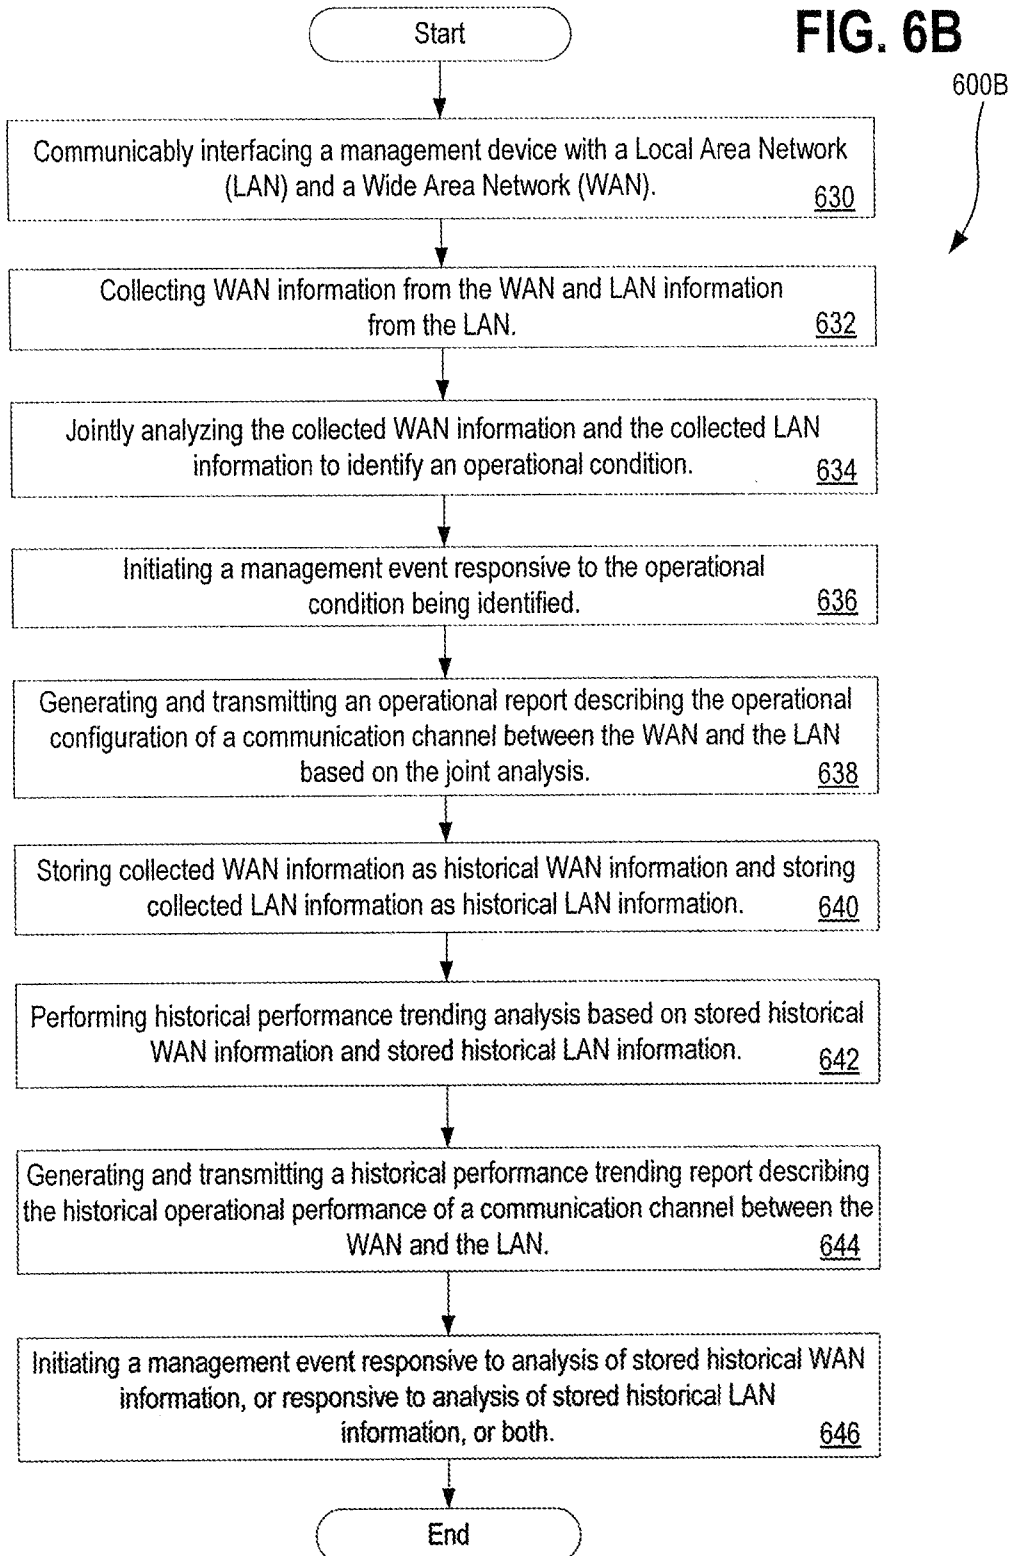 Start
FIG. 6B
600B
Communicably interfacing a management device with a Local Area Network
(LAN) and a Wide Area Network (WAN).
630
Collecting WAN information from the WAN and LAN information
from the LAN.
632
Jointly analyzing the collected WAN information and the collected LAN
information to identify an operational condition.
634
Initiating a management event responsive to the operational
condition being identified.
636
Generating and transmitting an operational report describing the operational
configuration of a communication channel between the WAN and the LAN
based on the joint analysis.
638
Storing collected WAN information as historical WAN information and storing
collected LAN information as historical LAN information.
640
Performing historical performance trending analysis based on stored historical
WAN information and stored historical LAN information.
642
Generating and transmitting a historical performance trending report describing
the historical operational performance of a communication channel between the
WAN and the LAN.
644
Initiating a management event responsive to analysis of stored historical WAN
information, or responsive to analysis of stored historical LAN
information, or both.
646
End